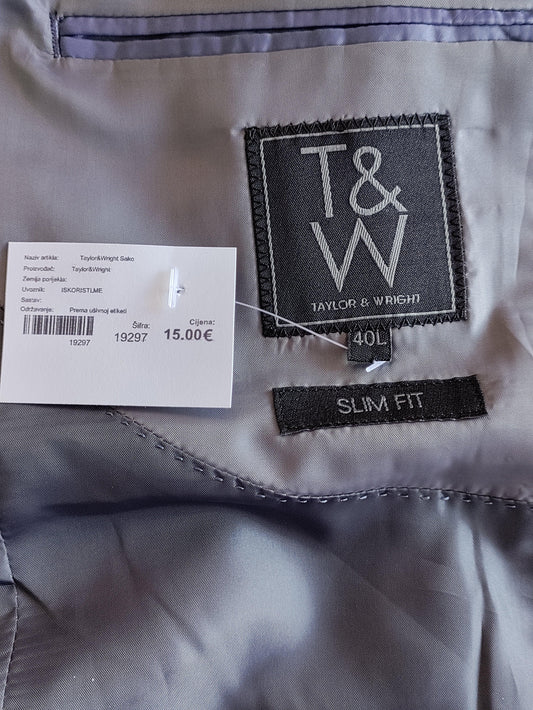 T&
W
TAYLOR & WRIGHT
40L
SLIM FIT
Naziv artikla: Taylor&Wright Sako
Proizvođač: Taylor&Wright
Zemlja porijekla:
Uvoznik: ISKORISTI.ME
Sastav:
Održavanje: Prema ušivnoj etiketi
Šifra: Cijena:
19297 19297 15.00€